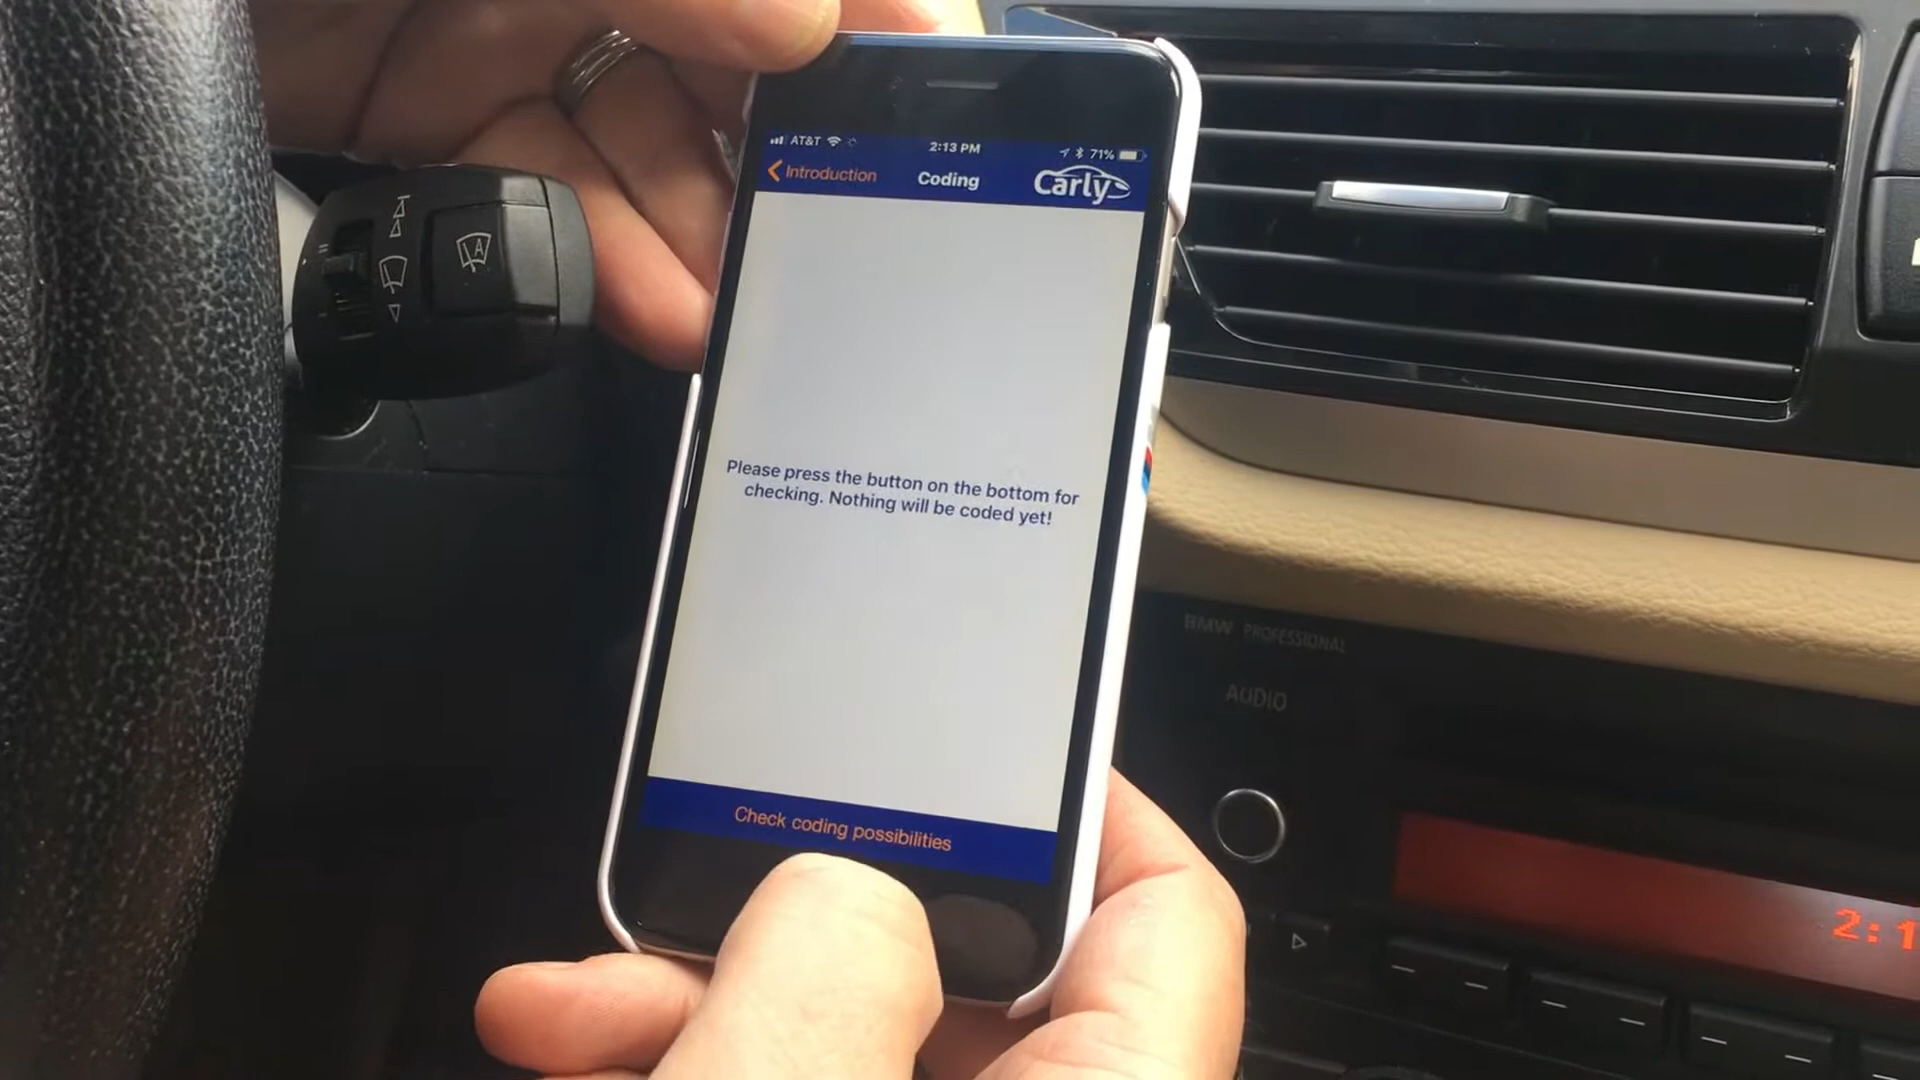 AT&T
2:13 PM
71%
Introduction
Coding
Carly
A
Please press the button on the bottom for
checking. Nothing will be coded yet!
Check coding possibilities
BMW PROFESSIONAL
AUDIO
2:1